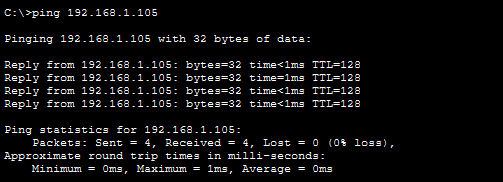 C:\>ping 192.168.1.105
Pinging 192.168.1.105 with 32 bytes of data:
Reply from 192.168.1.105: bytes=32 time<1ms TTL=128
Reply from 192.168.1.105: bytes=32 time=1ms TTL=128
Reply from 192.168.1.105: bytes=32 time<1ms TTL=128
Reply from 192.168.1.105: bytes=32 time<1ms TTL=128
Ping statistics for 192.168.1.105:
    Packets: Sent = 4, Received = 4, Lost = 0 (0% loss),
Approximate round trip times in milli-seconds:
    Minimum = 0ms, Maximum = 1ms, Average = 0ms